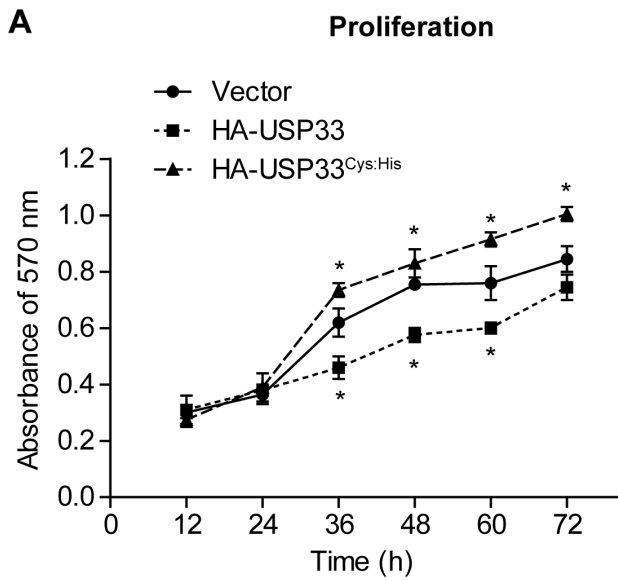 A
Proliferation
Vector
HA-USP33
HA-USP33Cys:His
Absorbance of 570 nm
1.2
1.0
0.8
0.6
0.4
0.2
0.0
* * * *
* * *
0 12 24 36 48 60 72
Time (h)